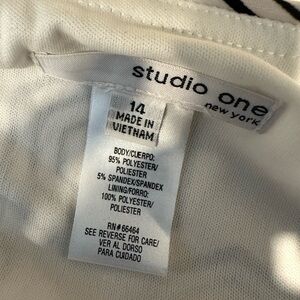 studio one
new york
14
MADE IN
VIETNAM
BODY/CUERPO:
95% POLYESTER/
POLIESTER
5% SPANDEX/SPANDEX
LINING/FORRO:
100% POLYESTER/
POLIESTER
RN#66464
SEE REVERSE FOR CARE/
VER AL DORSO
PARA CUIDADO